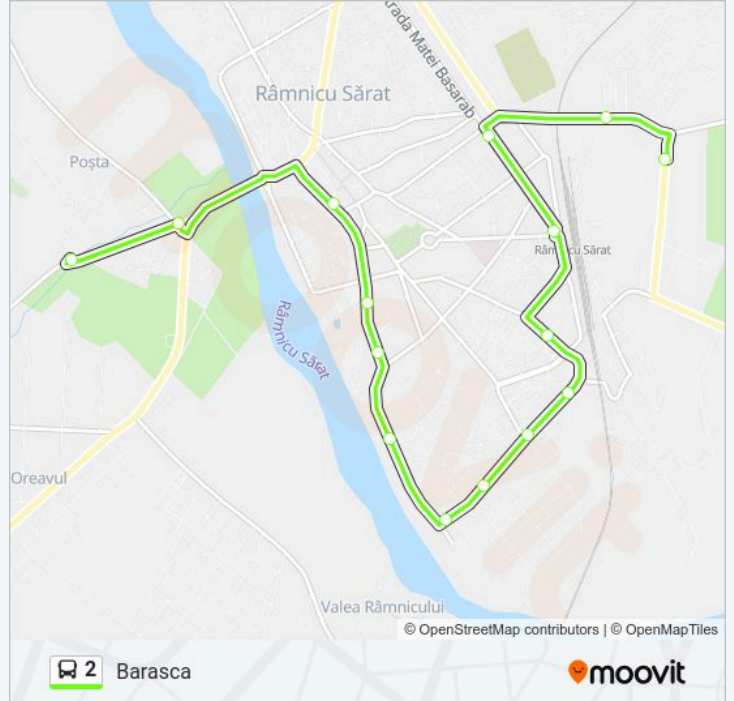 Strada Matei Basarab
Râmnicu Sărat
Poșta
Râmnicu Sărat
Râmnicu Sărat
Oreavul
Valea Râmnicului
© OpenStreetMap contributors | © OpenMapTiles
2 Barasca
moovit
moovit